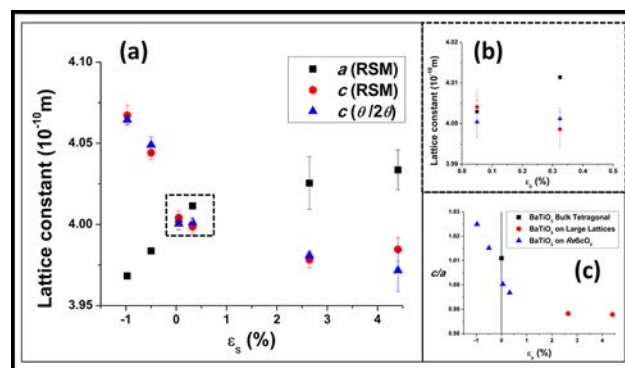 (a)
a (RSM)
c (RSM)
c (θ/2θ)
Lattice constant (10⁻¹⁰m)
4.10
4.05
4.00
3.95
-1 0 1 2 3 4
εs (%)
(b)
Lattice constant (10⁻¹⁰m)
4.02
4.01
4.00
3.99
0.0 0.1 0.2 0.3 0.4 0.5
εs (%)
BaTiO3 Bulk Tetragonal
BaTiO3 on Large Lattices
BaTiO3 on ReScO3
(c)
c/a
1.03
1.02
1.01
1.00
0.99
0.98
-1 0 1 2 3 4
εs (%)